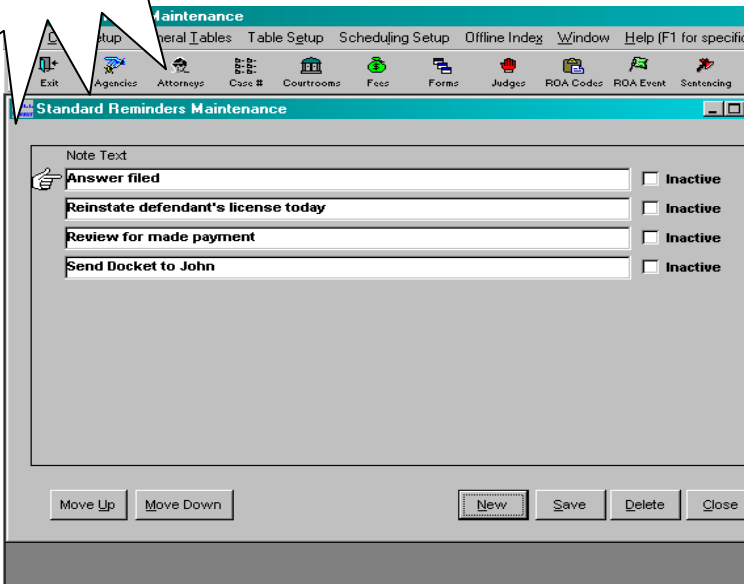 Maintenance
etup neral Tables Table Setup Scheduling Setup Offline Index Window Help (F1 for specific
Exit Agencies Attorneys Case # Courtrooms Fees Forms Judges ROA Codes ROA Event Sentencing
Standard Reminders Maintenance
Note Text
Answer filed Inactive
Reinstate defendant's license today Inactive
Review for made payment Inactive
Send Docket to John Inactive
Move Up Move Down New Save Delete Close